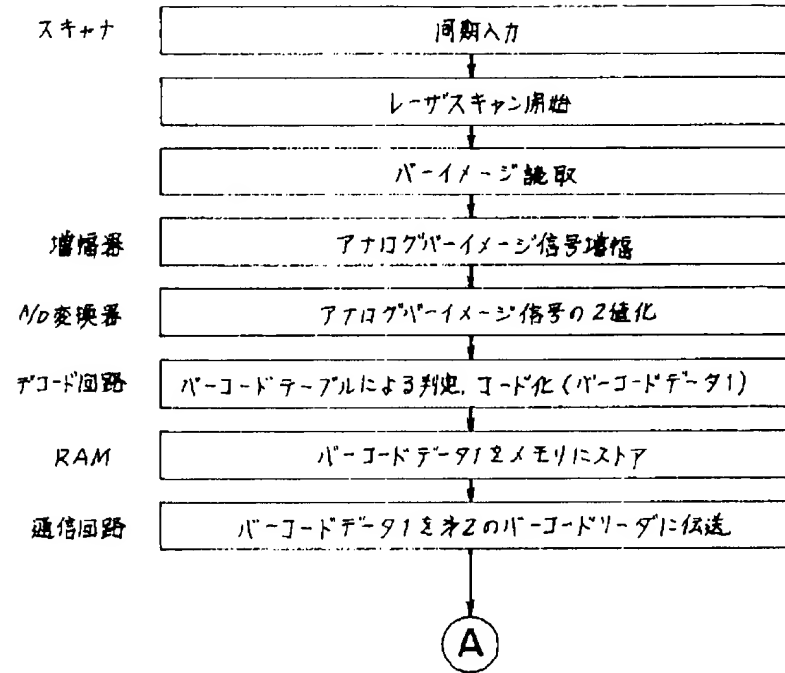 スキャナ 同期入力
レーザスキャン開始
バーイメージ読取
増幅器 アナログバーイメージ信号増幅
A/D変換器 アナログバーイメージ信号の2値化
デコード回路 バーコードテーブルによる判定,コード化(バーコードデータ1)
RAM バーコードデータ1をメモリにストア
通信回路 バーコードデータ1を才2のバーコードリーダに伝送
A